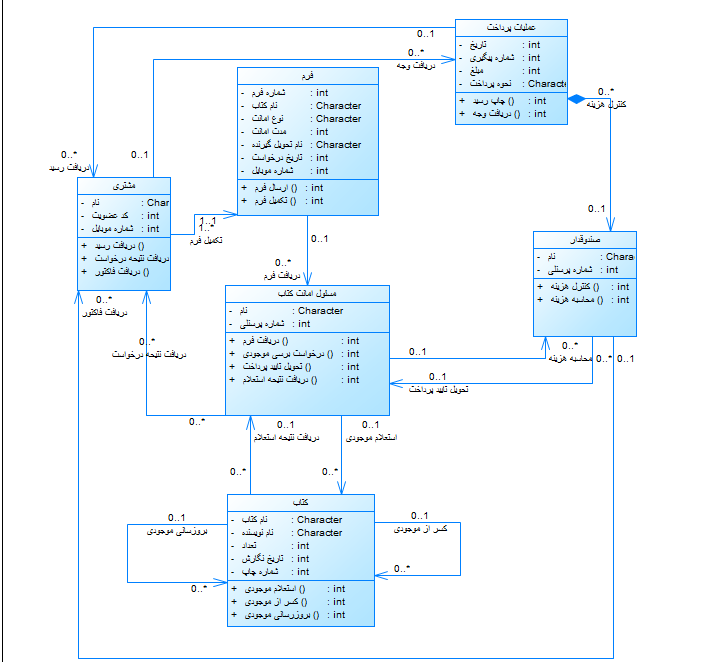 عملیات پرداخت
- تاریخ : int
- شماره پیگیری : int
- مبلغ : int
- نحوه پرداخت : Characte
+ چاپ رسید () : int
+ دریافت وجه () : int
0..1
0..*
دریافت وجه
0..*
کنترل هزینه
فرم
- شماره فرم : int
- نام کتاب : Character
- نوع امانت : Character
- مدت امانت : int
- نام تحویل گیرنده : Character
- تاریخ درخواست : int
- شماره موبایل : int
+ ارسال فرم () : int
+ تکمیل فرم () : int
0..*
دریافت رسید
0..1
مشتری
- نام : Char
- کد عضویت : int
- شماره موبایل : int
+ دریافت رسید ()
+ دریافت نتیجه درخواست
+ دریافت فاکتور ()
1..1
1..*
تکمیل فرم
0..1
0..*
دریافت فرم
0..1
صندوقدار
- نام : Chara
- شماره پرسنلی : int
+ کنترل هزینه () : int
+ محاسبه هزینه () : int
0..*
دریافت فاکتور
0..*
دریافت نتیجه درخواست
مسئول امانت کتاب
- نام : Character
- شماره پرسنلی : int
+ دریافت فرم () : int
+ درخواست برسی موجودی () : int
+ تحویل تایید پرداخت () : int
+ دریافت نتیجه استعلام () : int
0..1
0..*
محاسبه هزینه
0..*
0..1
0..1
تحویل تایید پرداخت
0..*
0..1
دریافت نتیجه استعلام
0..1
استعلام موجودی
0..*
0..*
کتاب
- نام کتاب : Character
- نام نویسنده : Character
- تعداد : int
- تاریخ نگارش : int
- شماره چاپ : int
+ استعلام موجودی () : int
+ کسر از موجودی () : int
+ بروزرسانی موجودی () : int
0..1
بروزسانی موجودی
0..*
0..1
کسر از موجودی
0..*